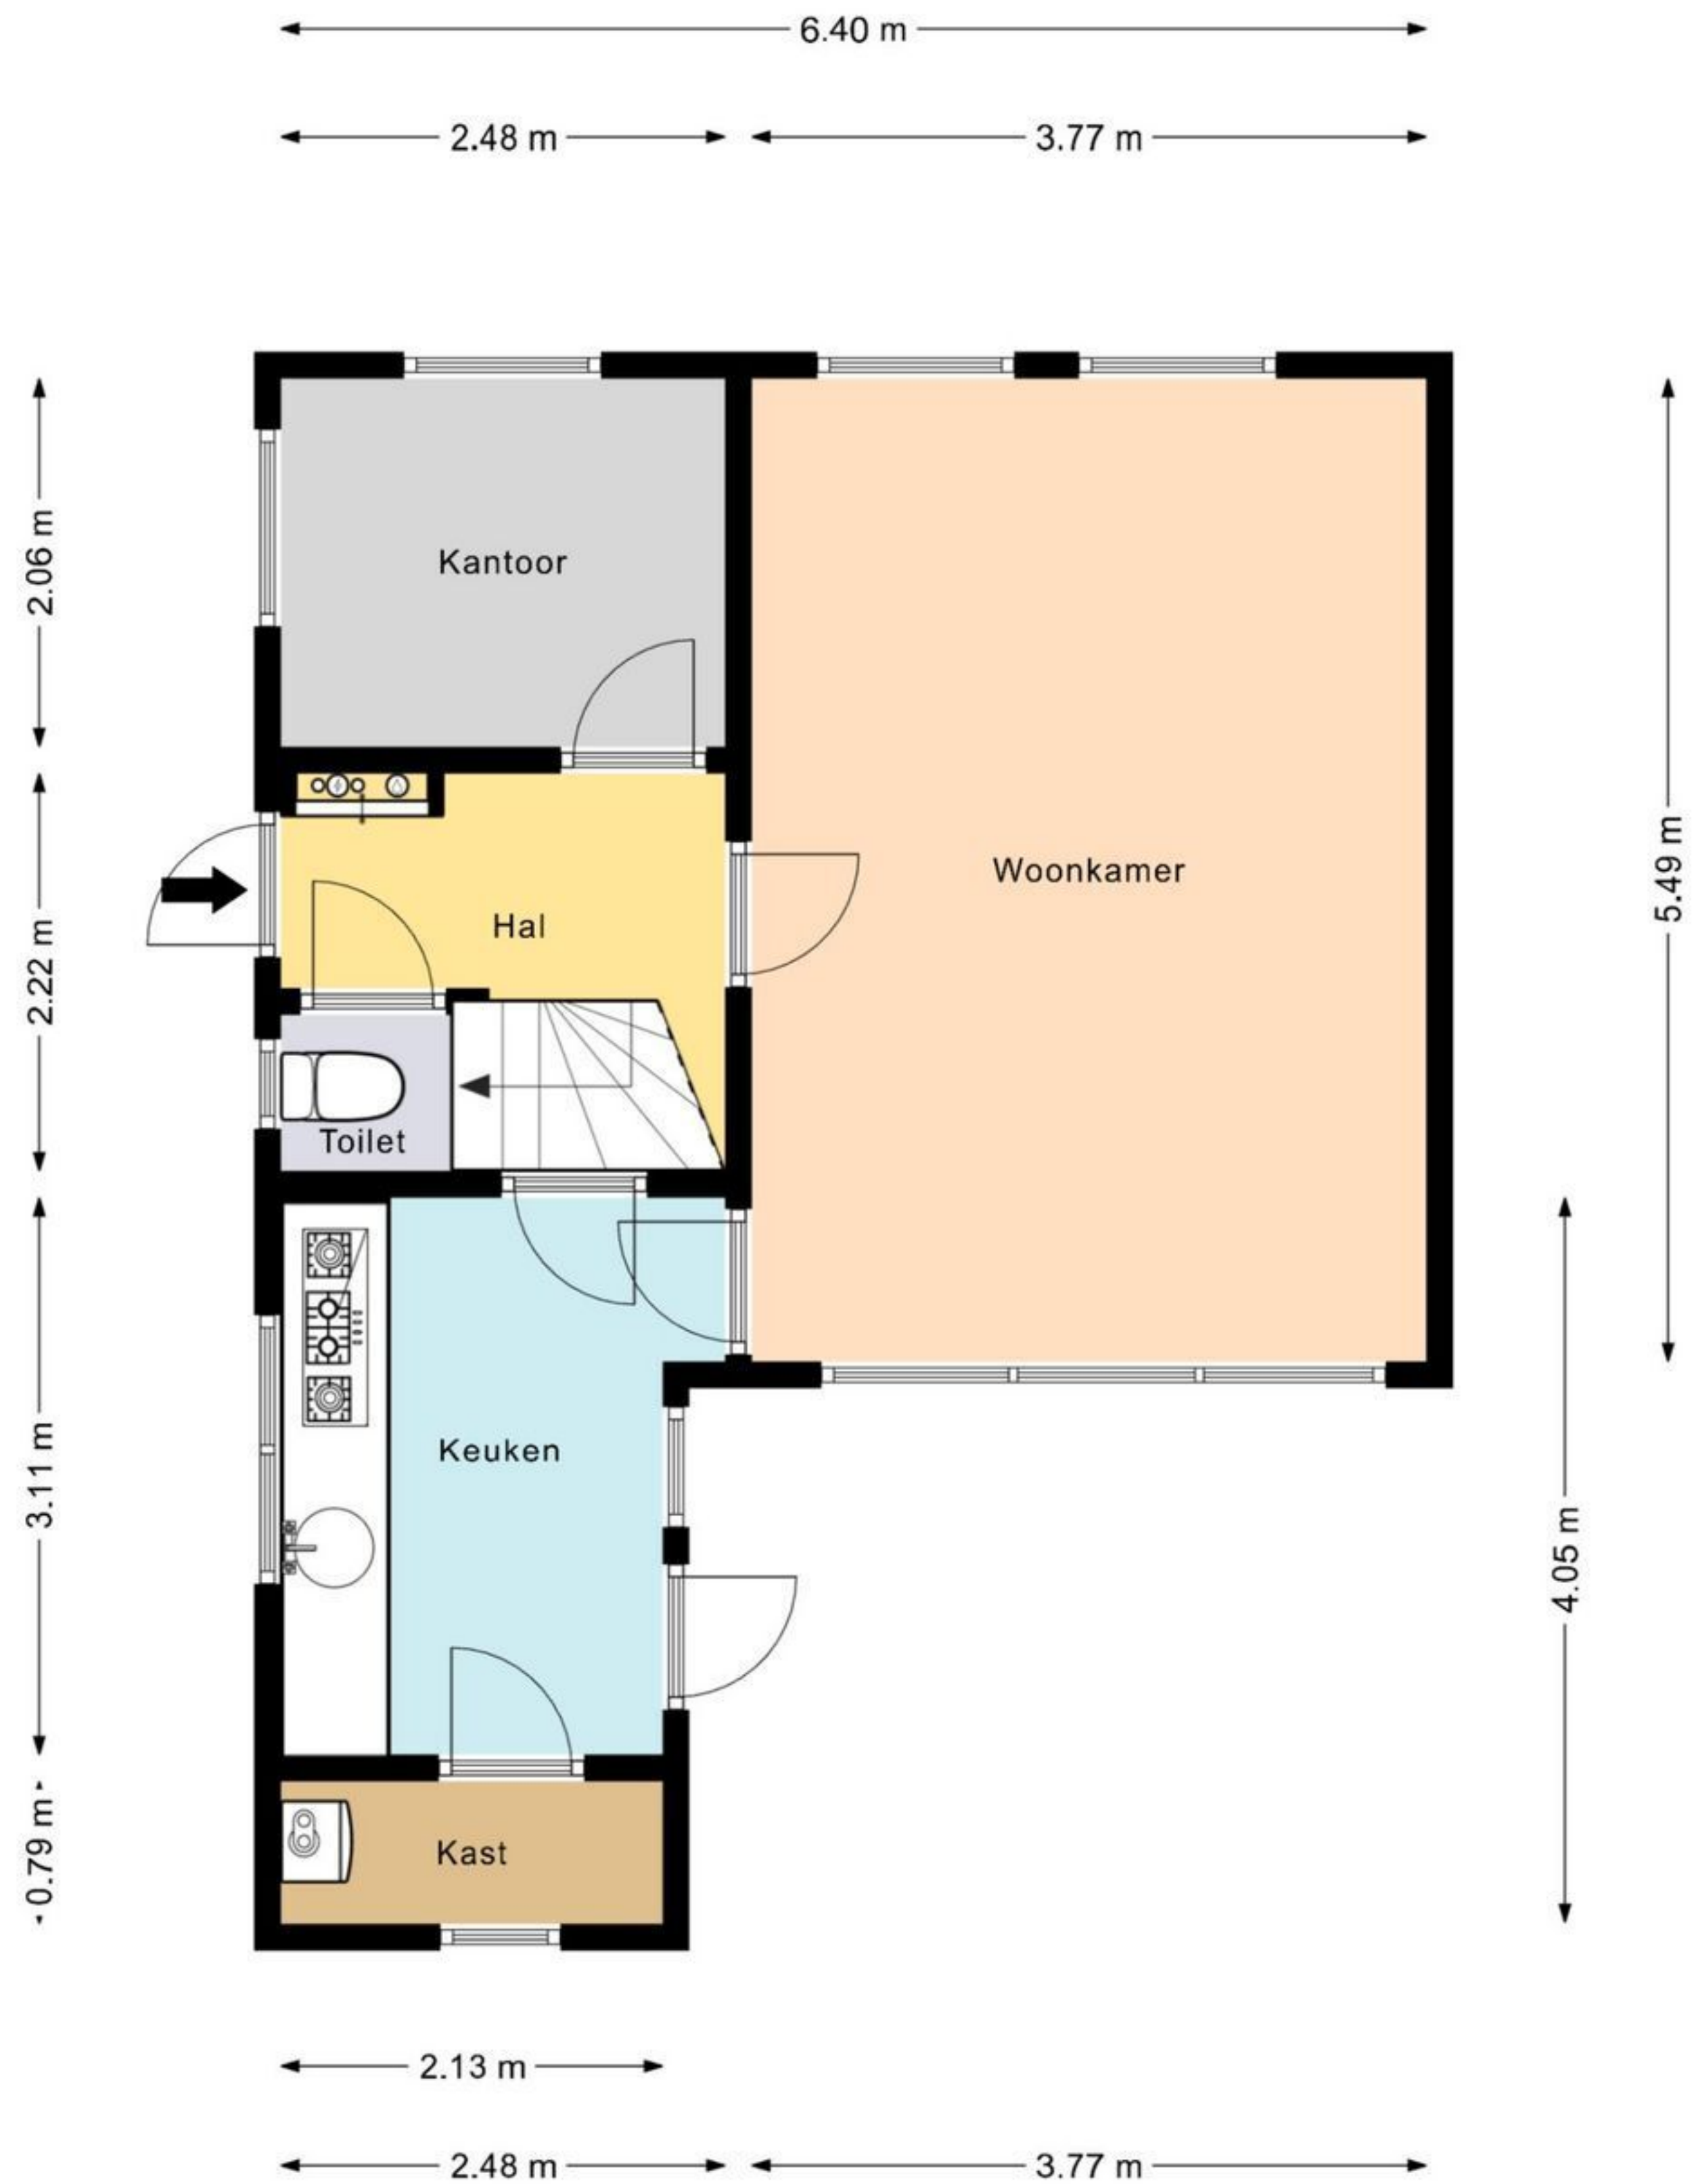 6.40 m
2.48 m
3.77 m
2.06 m
Kantoor
Woonkamer
5.49 m
Hal
2.22 m
Toilet
Keuken
3.11 m
4.05 m
Kast
0.79 m
2.13 m
2.48 m
3.77 m